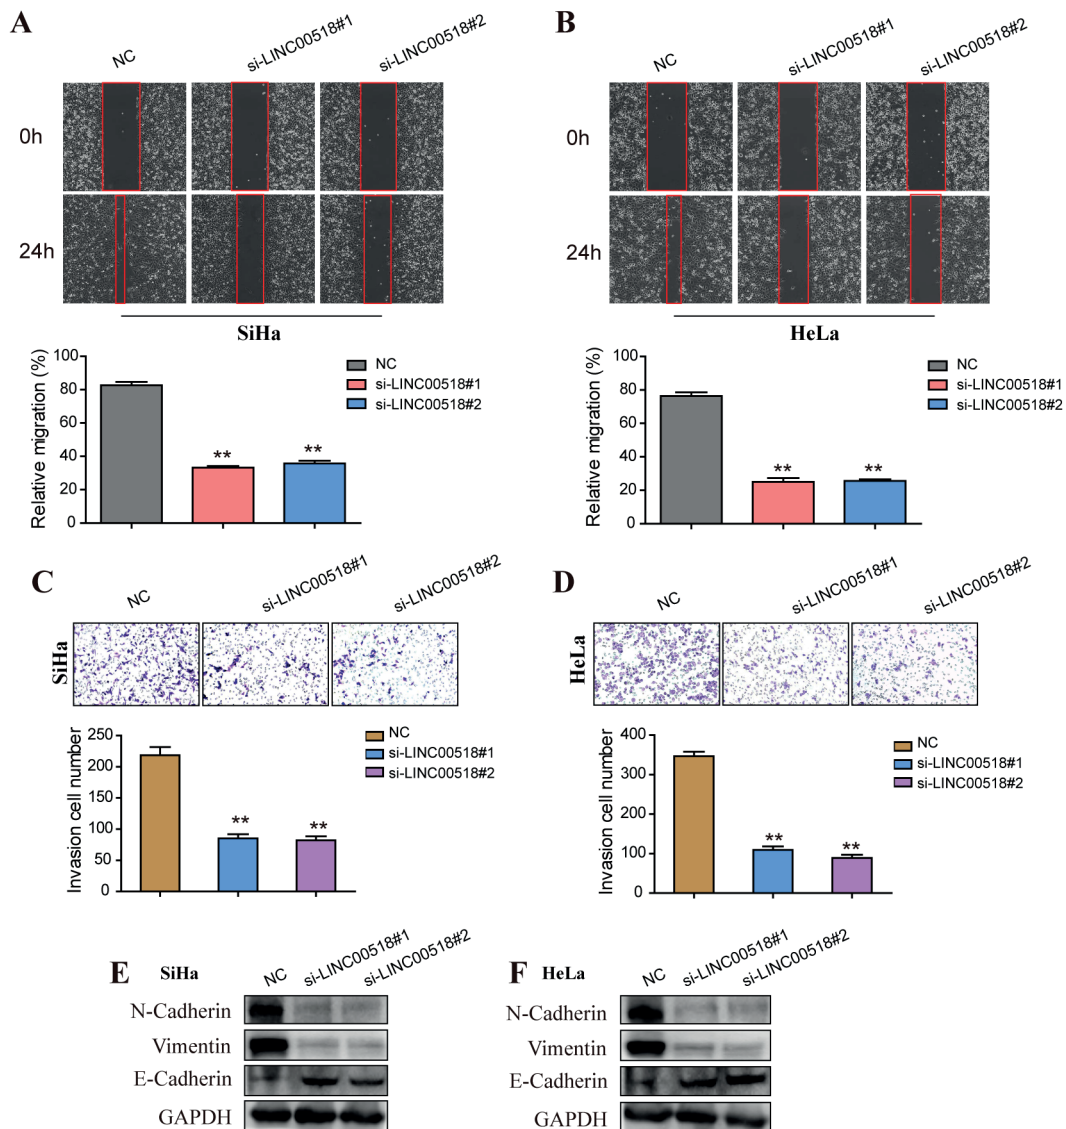 A
NC
si-LINC00518#1
si-LINC00518#2
0h
24h
SiHa
Relative migration (%)
100
80
60
40
20
0
**
**
NC
si-LINC00518#1
si-LINC00518#2
B
NC
si-LINC00518#1
si-LINC00518#2
0h
24h
HeLa
Relative migration (%)
100
80
60
40
20
0
**
**
NC
si-LINC00518#1
si-LINC00518#2
C
NC
si-LINC00518#1
si-LINC00518#2
SiHa
Invasion cell number
250
200
150
100
50
0
**
**
NC
si-LINC00518#1
si-LINC00518#2
D
NC
si-LINC00518#1
si-LINC00518#2
HeLa
Invasion cell number
400
300
200
100
0
**
**
NC
si-LINC00518#1
si-LINC00518#2
E
SiHa
NC
si-LINC00518#1
si-LINC00518#2
N-Cadherin
Vimentin
E-Cadherin
GAPDH
F
HeLa
NC
si-LINC00518#1
si-LINC00518#2
N-Cadherin
Vimentin
E-Cadherin
GAPDH